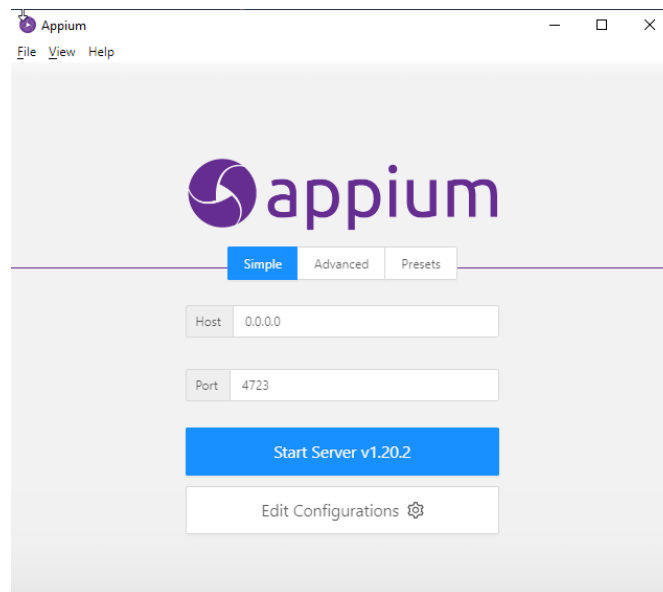 Appium
File View Help
appium
Simple Advanced Presets
Host 0.0.0.0
Port 4723
Start Server v1.20.2
Edit Configurations